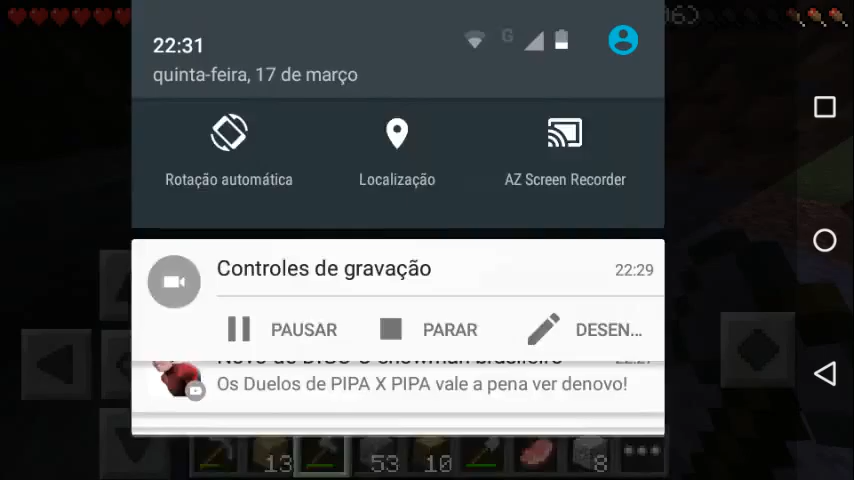 22:31
G
quinta-feira, 17 de março
Rotação automática
Localização
AZ Screen Recorder
Controles de gravação
22:29
PAUSAR
PARAR
DESEN...
brasileiro
Os Duelos de PIPA X PIPA vale a pena ver denovo!
13
53
10
8